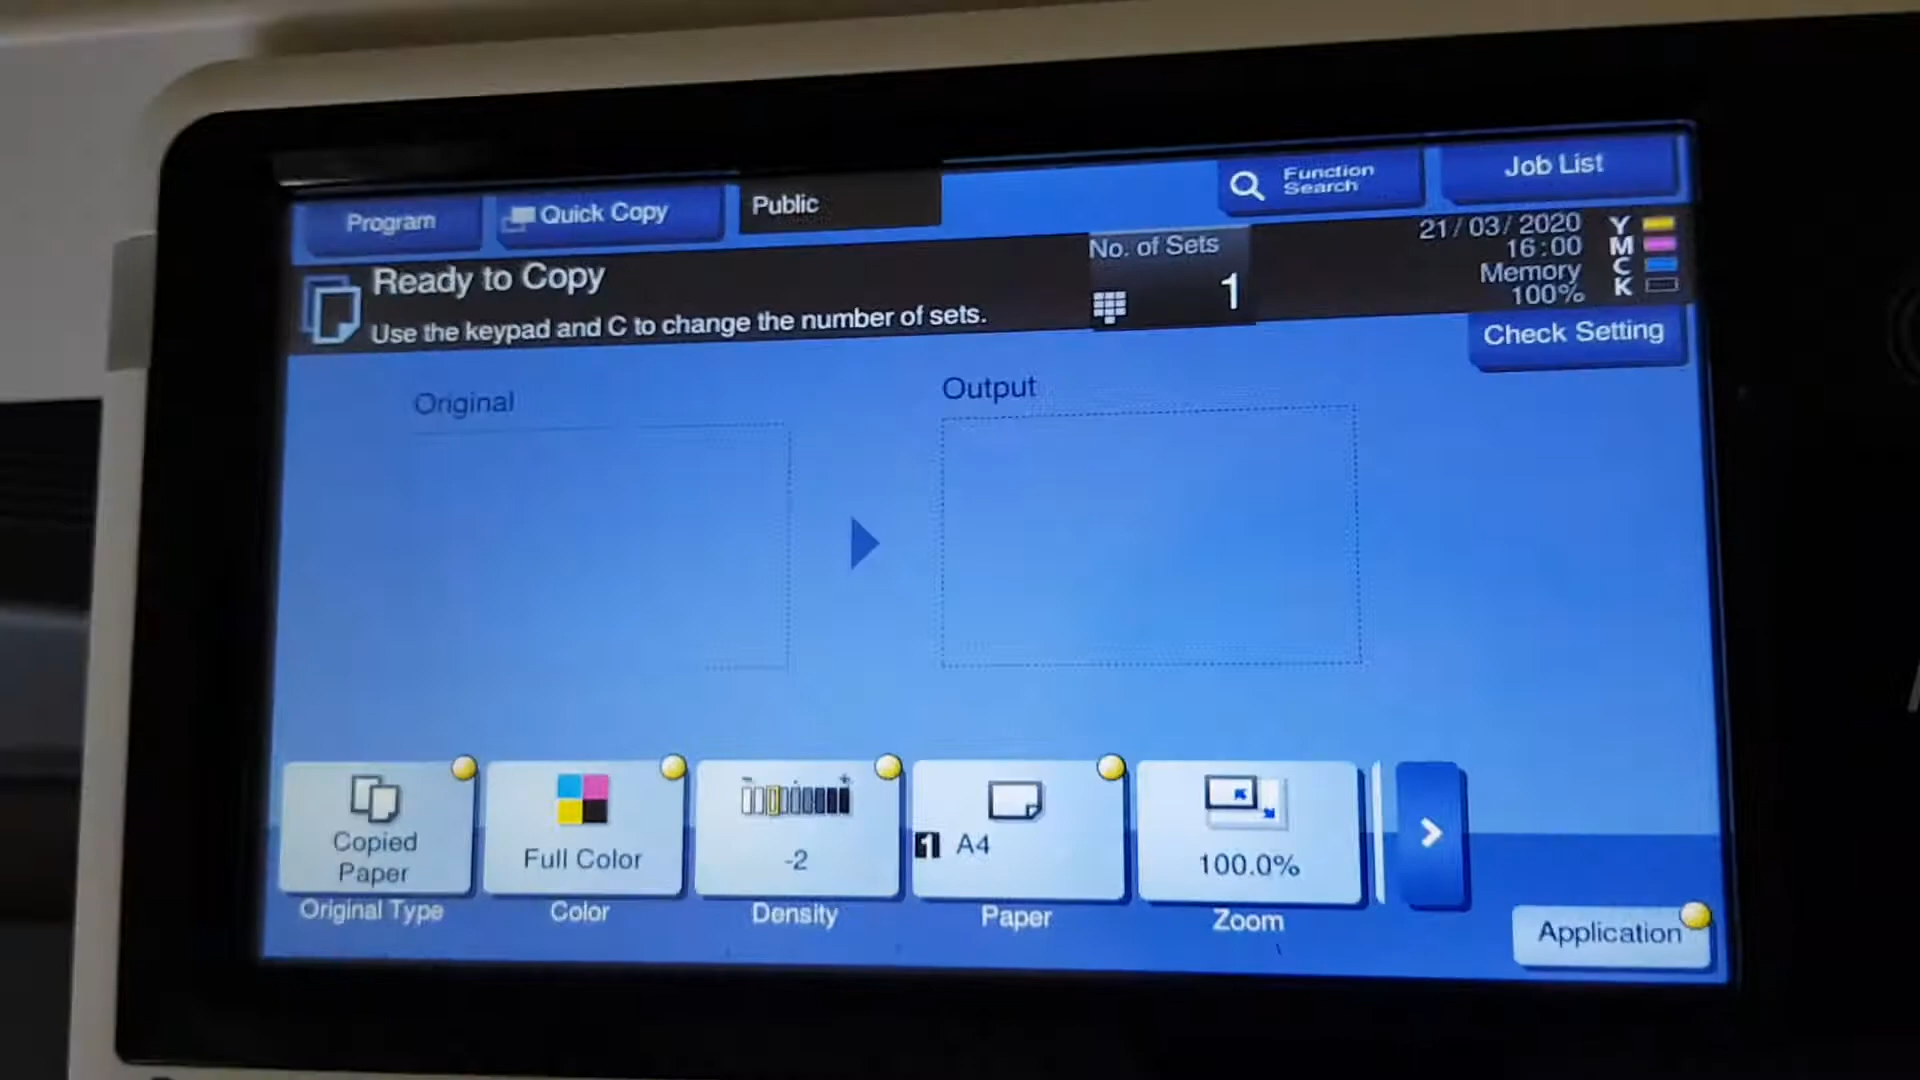 Program
Quick Copy
Public
Function
Search
Job List
Ready to Copy
Use the keypad and C to change the number of sets.
No. of Sets
1
21/03/2020
16:00
Memory
100%
Y
M
C
K
Check Setting
Original
Output
Copied
Paper
Full Color
-2
1 A4
100.0%
Original Type
Color
Density
Paper
Zoom
Application